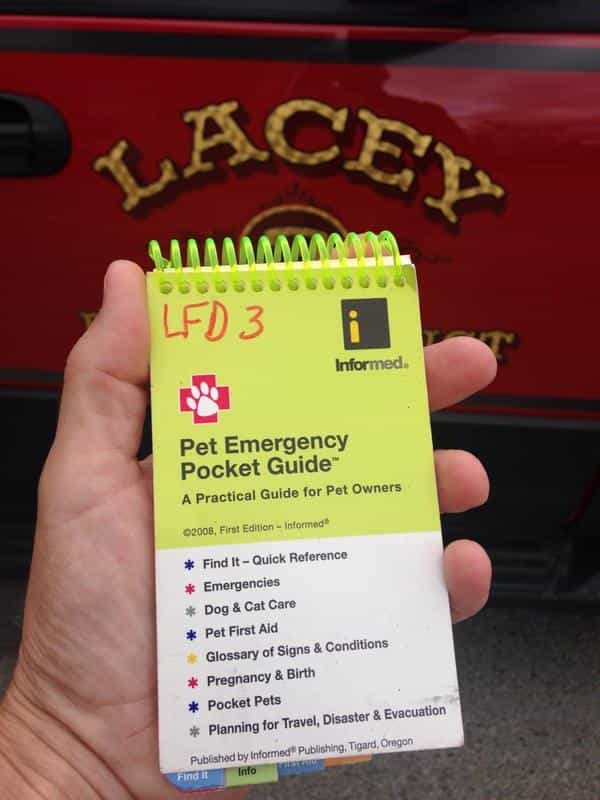 LACEY
LFD 3
i
Informed®
Pet Emergency
Pocket Guide™
A Practical Guide for Pet Owners
©2008, First Edition – Informed®
* Find It – Quick Reference
* Emergencies
* Dog & Cat Care
* Pet First Aid
* Glossary of Signs & Conditions
* Pregnancy & Birth
* Pocket Pets
* Planning for Travel, Disaster & Evacuation
Published by Informed® Publishing, Tigard, Oregon
Find It
Info
First Aid